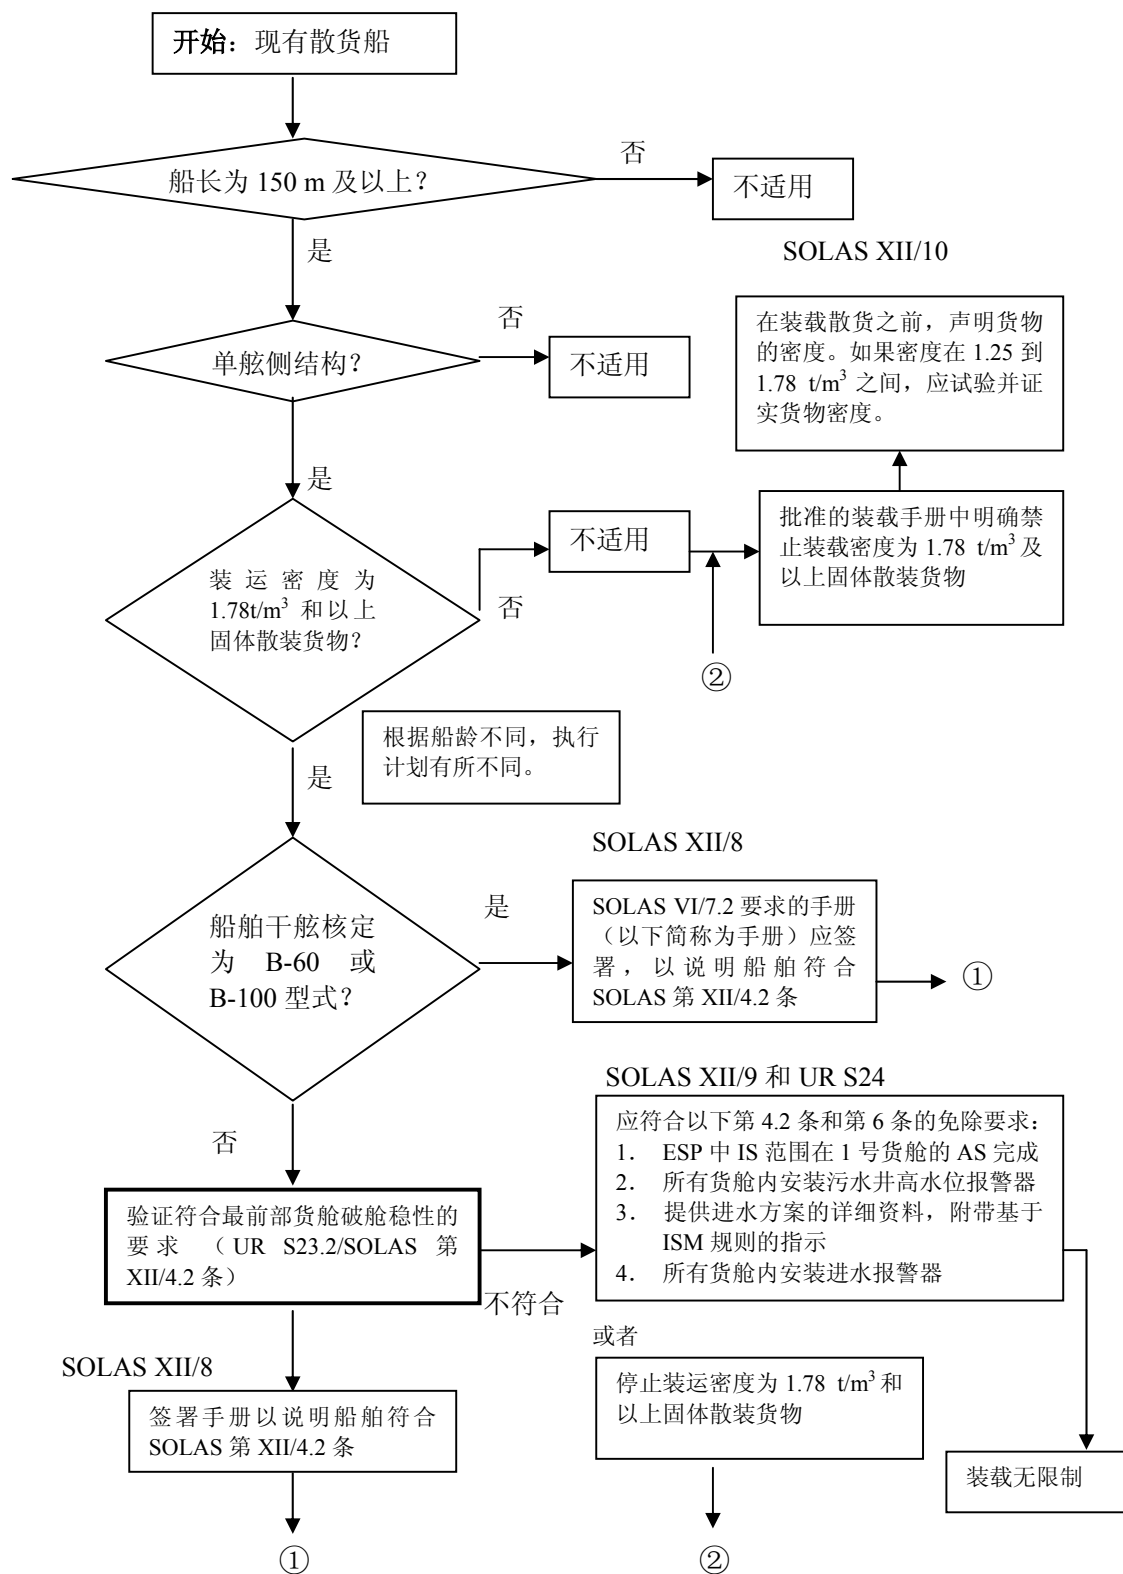 开始：现有散货船
船长为 150 m 及以上？
否
不适用
是
SOLAS XII/10
在装载散货之前，声明货物
的密度。如果密度在 1.25 到
1.78 t/m³ 之间，应试验并证
实货物密度。
单舷侧结构？
否
不适用
是
装运密度为
1.78t/m³ 和以上
固体散装货物？
否
不适用
批准的装载手册中明确禁
止装载密度为 1.78 t/m³ 及
以上固体散装货物
②
根据船龄不同，执行
计划有所不同。
是
SOLAS XII/8
船舶干舷核定
为 B-60 或
B-100 型式？
是
SOLAS VI/7.2 要求的手册
（以下简称为手册）应签
署，以说明船舶符合
SOLAS 第 XII/4.2 条
①
否
SOLAS XII/9 和 UR S24
应符合以下第 4.2 条和第 6 条的免除要求：
1. ESP 中 IS 范围在 1 号货舱的 AS 完成
2. 所有货舱内安装污水井高水位报警器
3. 提供进水方案的详细资料，附带基于
ISM 规则的指示
4. 所有货舱内安装进水报警器
验证符合最前部货舱破舱稳性的
要求 （UR S23.2/SOLAS 第
XII/4.2 条）
不符合
或者
停止装运密度为 1.78 t/m³ 和
以上固体散装货物
装载无限制
SOLAS XII/8
签署手册以说明船舶符合
SOLAS 第 XII/4.2 条
①
②